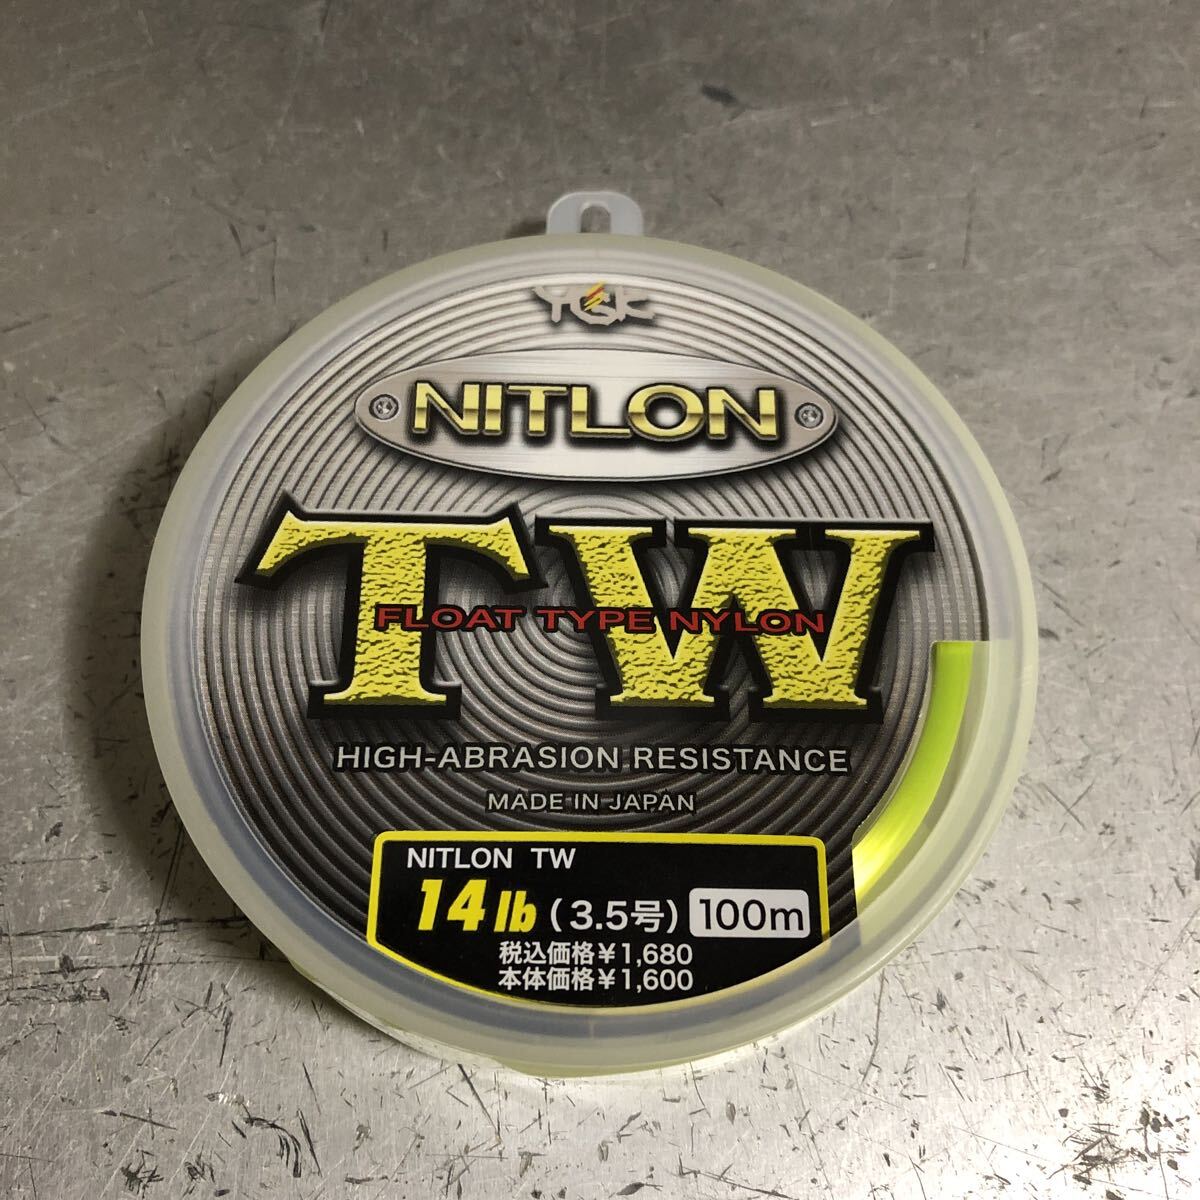 YGK
NITLON
TW
FLOAT TYPE NYLON
HIGH-ABRASION RESISTANCE
MADE IN JAPAN
NITLON TW
14lb (3.5号) 100m
税込価格¥1,680
本体価格¥1,600